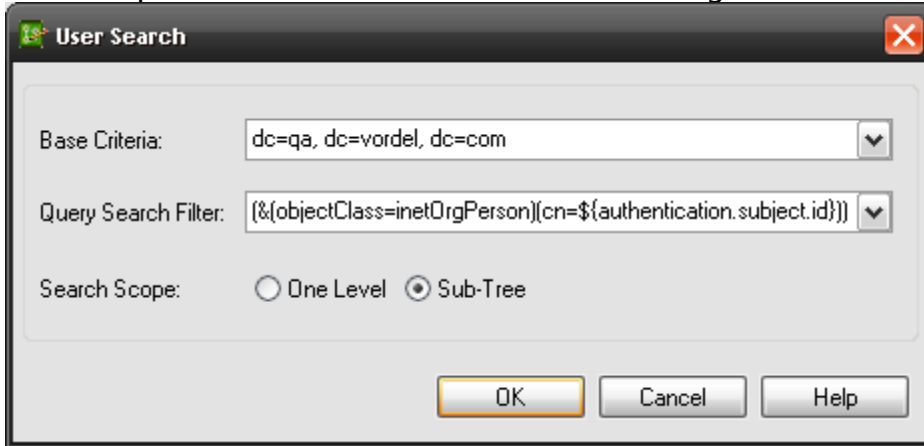 User Search
Base Criteria: dc=qa, dc=vordel, dc=com
Query Search Filter: (&(objectClass=inetOrgPerson)(cn=${authentication.subject.id}))
Search Scope: One Level Sub-Tree
OK Cancel Help